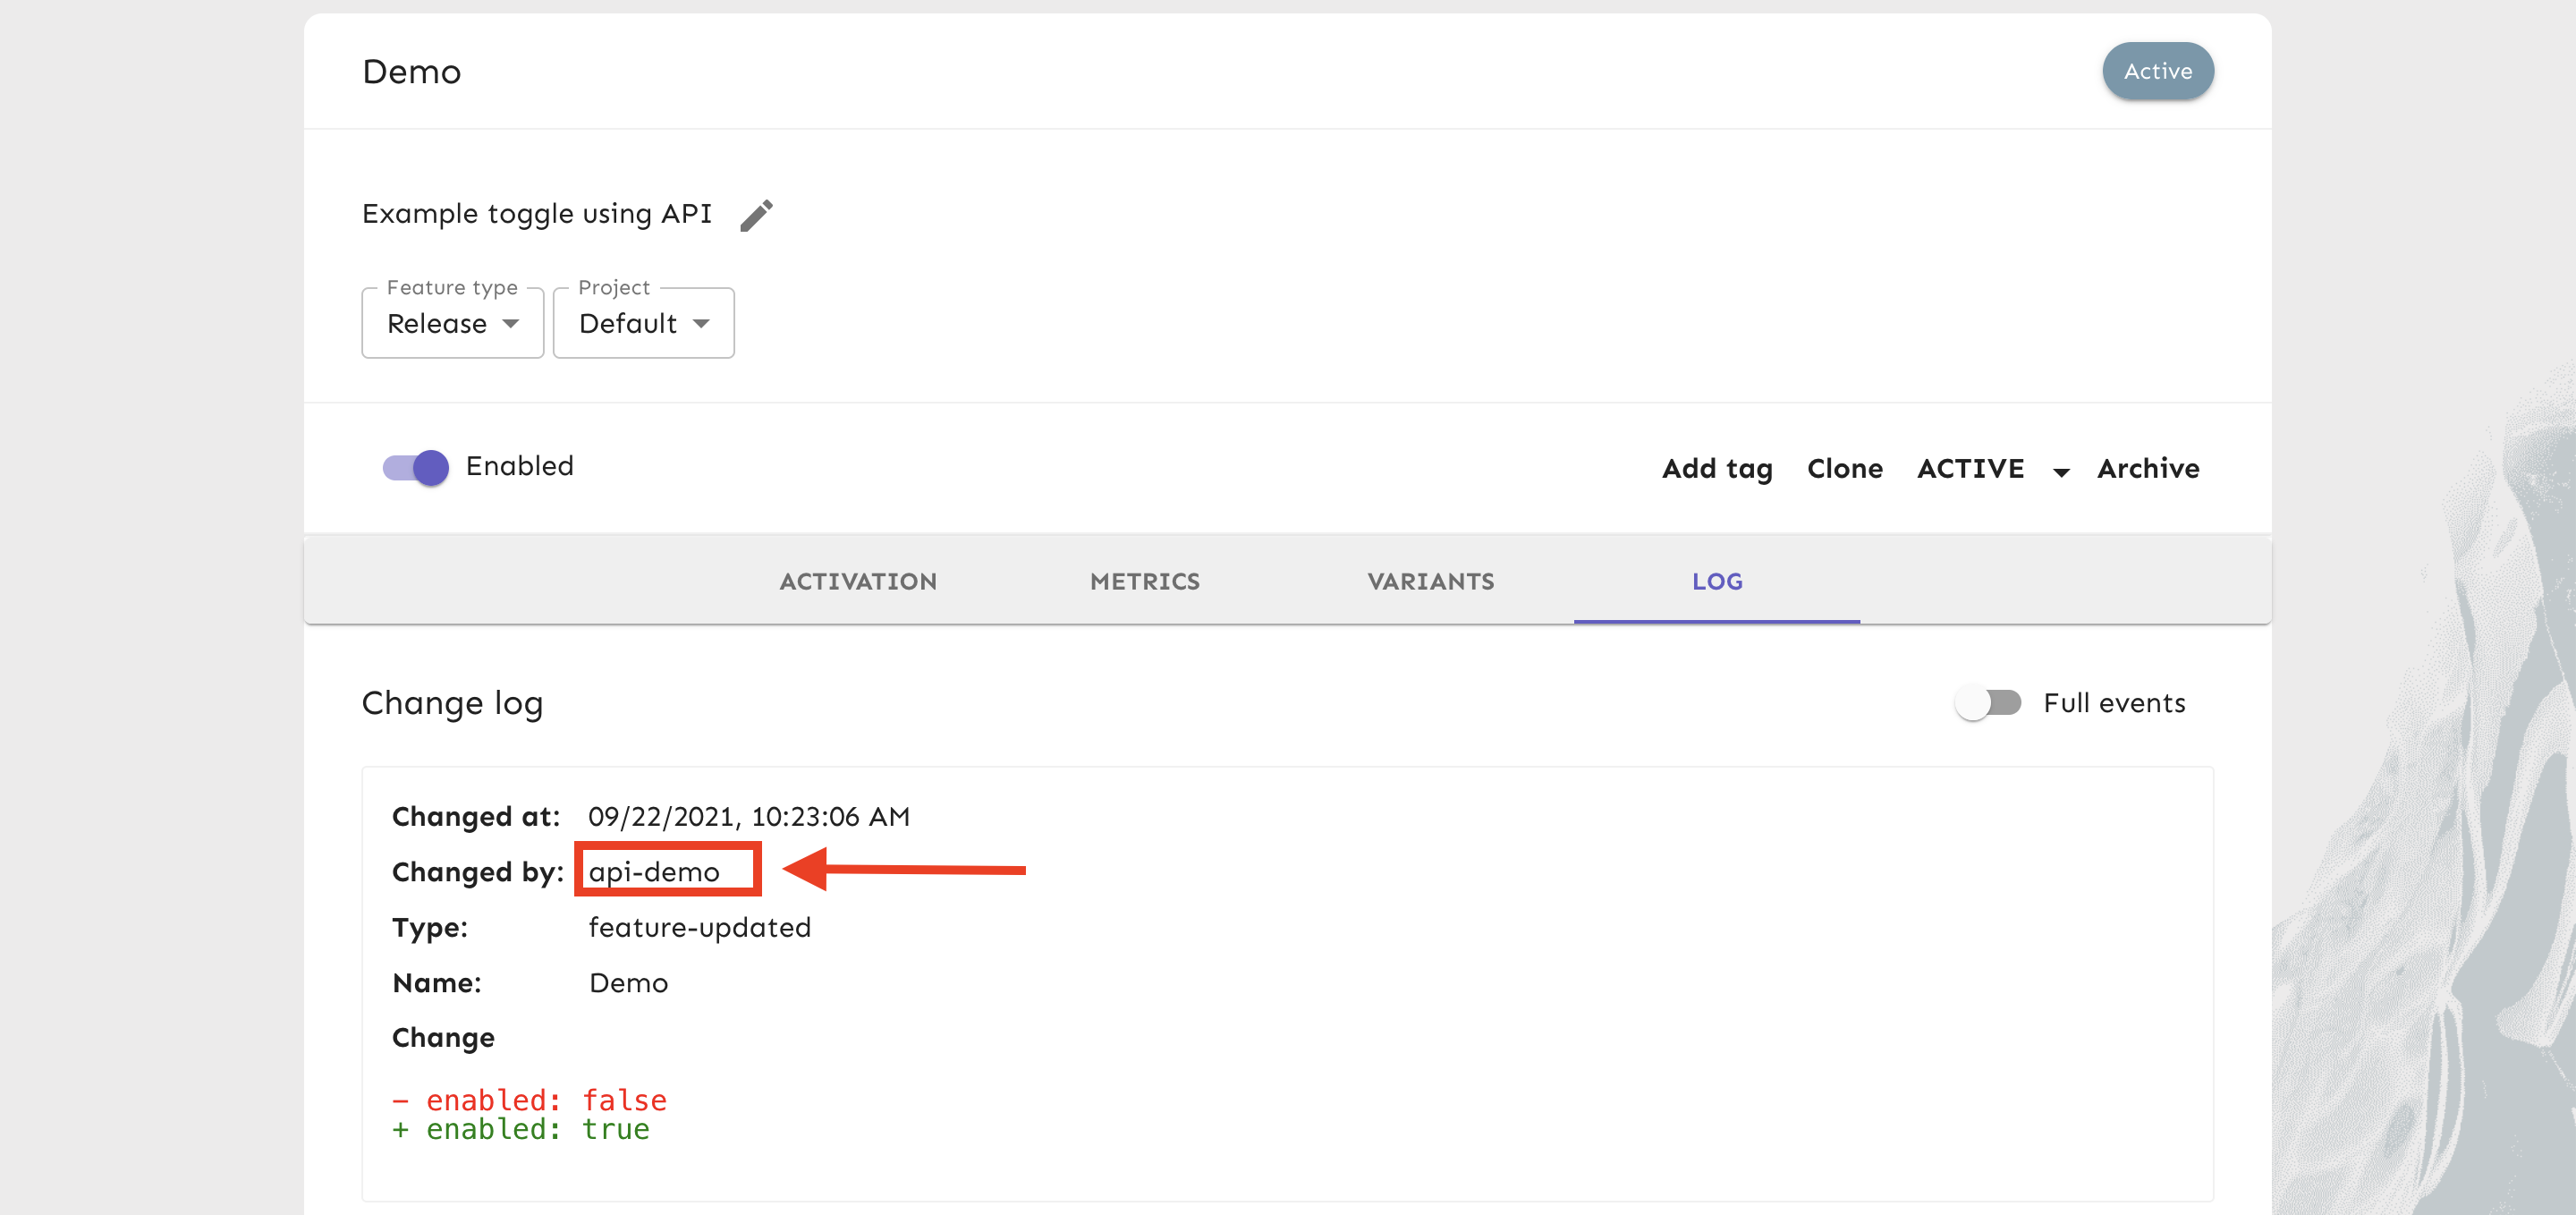 Demo
Active
Example toggle using API
Feature type
Project
Release
Default
Enabled
Add tag
Clone
ACTIVE
Archive
ACTIVATION
METRICS
VARIANTS
LOG
Change log
Full events
Changed at: 09/22/2021, 10:23:06 AM
Changed by: api-demo
Type: feature-updated
Name: Demo
Change
- enabled: false
+ enabled: true